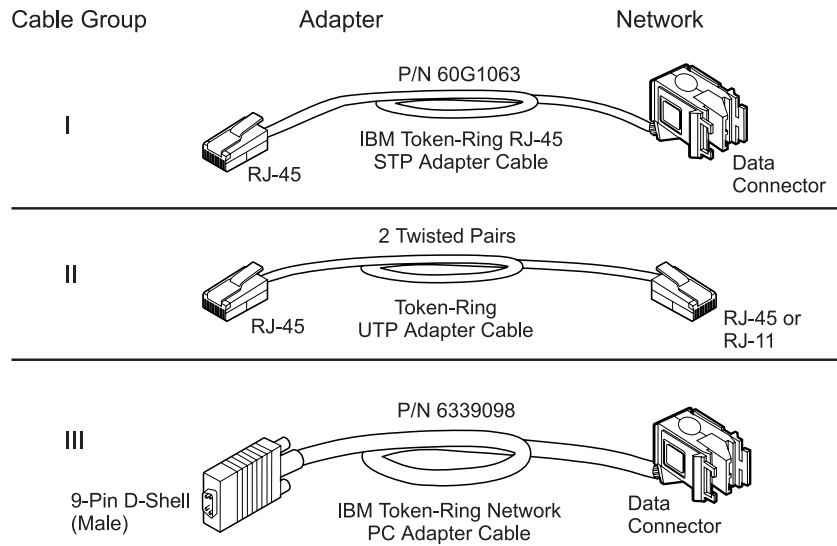 Cable Group Adapter Network
P/N 60G1063
I
IBM Token-Ring RJ-45
STP Adapter Cable
RJ-45
Data
Connector
2 Twisted Pairs
II
Token-Ring
UTP Adapter Cable
RJ-45
RJ-45 or
RJ-11
P/N 6339098
III
9-Pin D-Shell
(Male)
IBM Token-Ring Network
PC Adapter Cable
Data
Connector